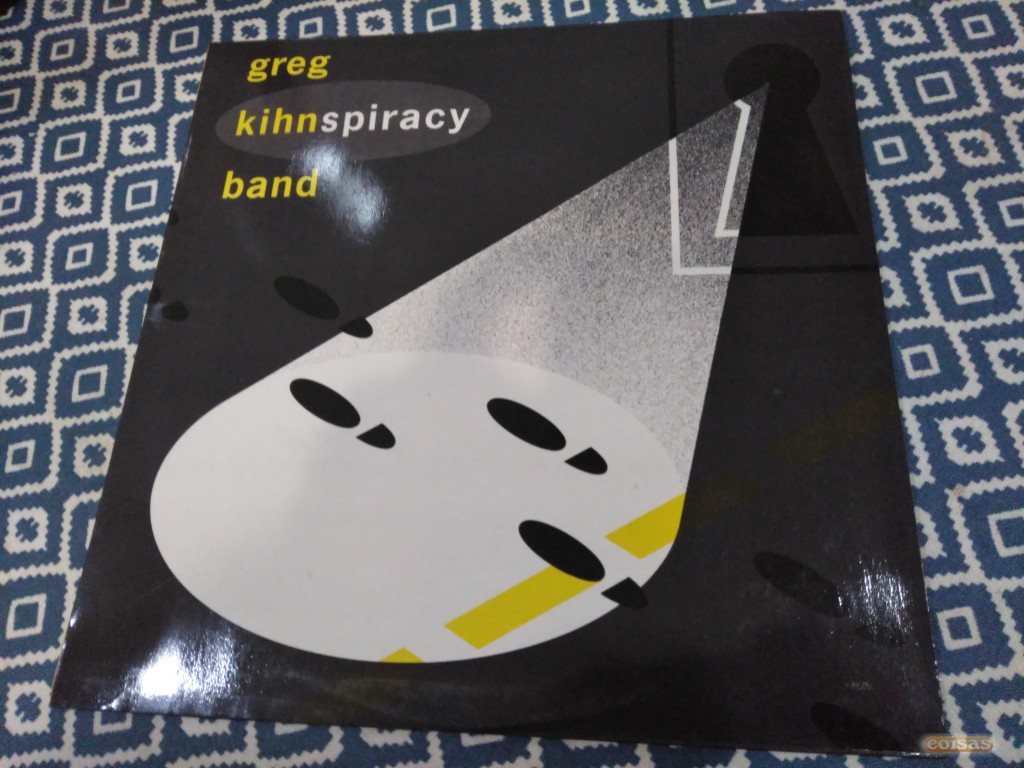 greg
kihnspiracy
band
coisas